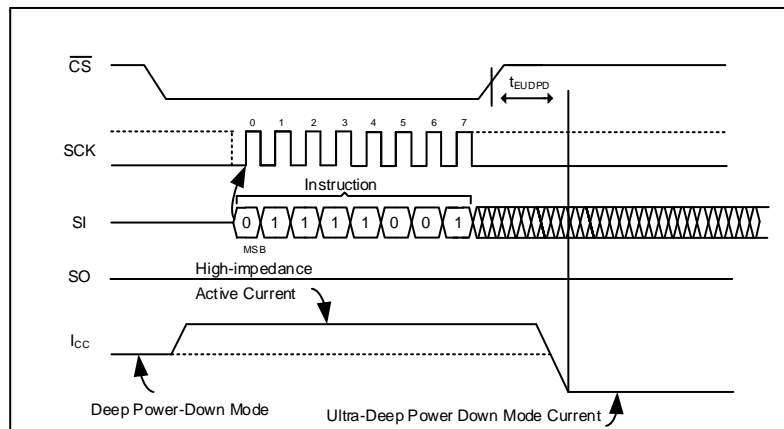 CS
tEUDPD
0 1 2 3 4 5 6 7
SCK
Instruction
SI
0 1 1 1 1 0 0 1
MSB
SO
High-impedance
Active Current
ICC
Deep Power-Down Mode
Ultra-Deep Power Down Mode Current